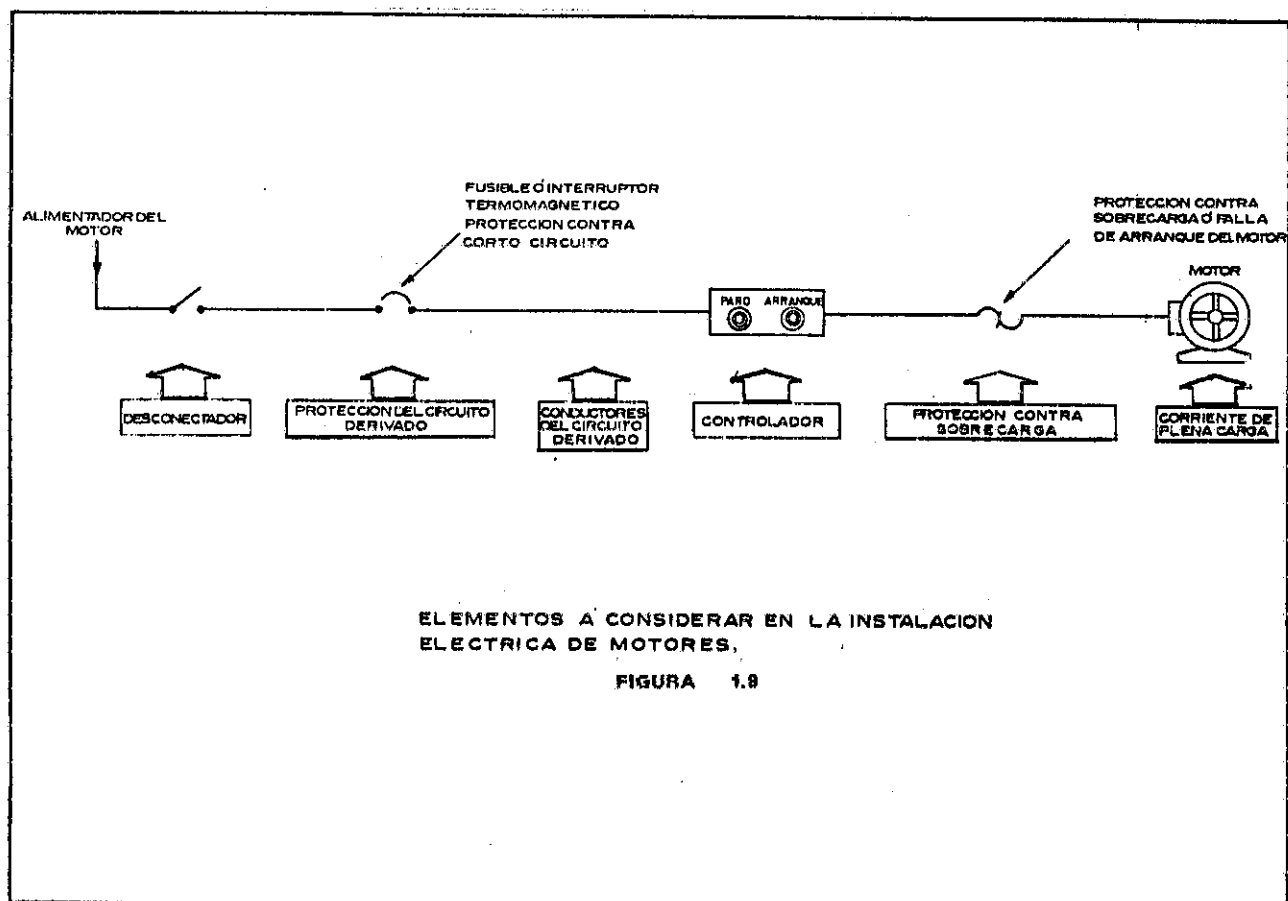 ALIMENTADOR DEL
MOTOR
FUSIBLE O INTERRUPTOR
TERMOMAGNETICO
PROTECCION CONTRA
CORTO CIRCUITO
PROTECCION CONTRA
SOBRECARGA Ó FALLA
DE ARRANQUE DEL MOTOR
MOTOR
PARO ARRANQUE
DESCONECTADOR
PROTECCION DEL CIRCUITO
DERIVADO
CONDUCTORES
DEL CIRCUITO
DERIVADO
CONTROLADOR
PROTECCION CONTRA
SOBRECARGA
CORRIENTE DE
PLENA CARGA
ELEMENTOS A CONSIDERAR EN LA INSTALACION
ELECTRICA DE MOTORES,
FIGURA 1.9